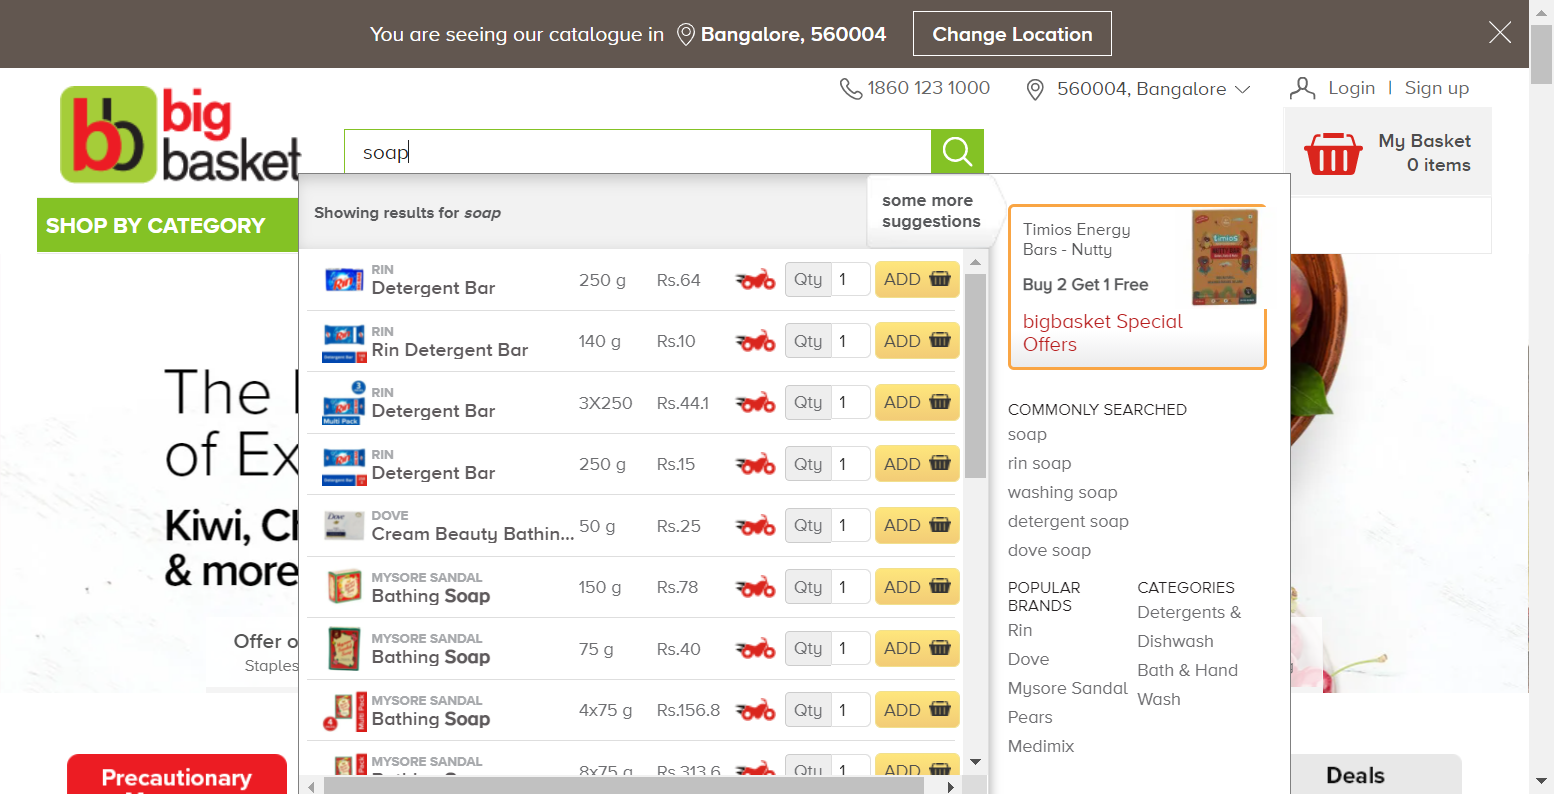 You are seeing our catalogue in Bangalore, 560004 Change Location
1860 123 1000 560004, Bangalore Login | Sign up
big
basket
soap
My Basket
0 items
SHOP BY CATEGORY
Showing results for soap
some more
suggestions
RIN
Detergent Bar 250 g Rs.64 Qty 1 ADD
RIN
Rin Detergent Bar 140 g Rs.10 Qty 1 ADD
RIN
Detergent Bar 3X250 Rs.44.1 Qty 1 ADD
RIN
Detergent Bar 250 g Rs.15 Qty 1 ADD
DOVE
Cream Beauty Bathin... 50 g Rs.25 Qty 1 ADD
MYSORE SANDAL
Bathing Soap 150 g Rs.78 Qty 1 ADD
MYSORE SANDAL
Bathing Soap 75 g Rs.40 Qty 1 ADD
MYSORE SANDAL
Bathing Soap 4x75 g Rs.156.8 Qty 1 ADD
MYSORE SANDAL
Bathing Soap 8x75 g Rs.313.6 Qty 1 ADD
Timios Energy
Bars - Nutty
Buy 2 Get 1 Free
bigbasket Special
Offers
COMMONLY SEARCHED
soap
rin soap
washing soap
detergent soap
dove soap
POPULAR
BRANDS
Rin
Dove
Mysore Sandal
Pears
Medimix
CATEGORIES
Detergents &
Dishwash
Bath & Hand
Wash
The
of Ex
Kiwi, Ch
& more
Offer o
Staples
Precautionary
Deals